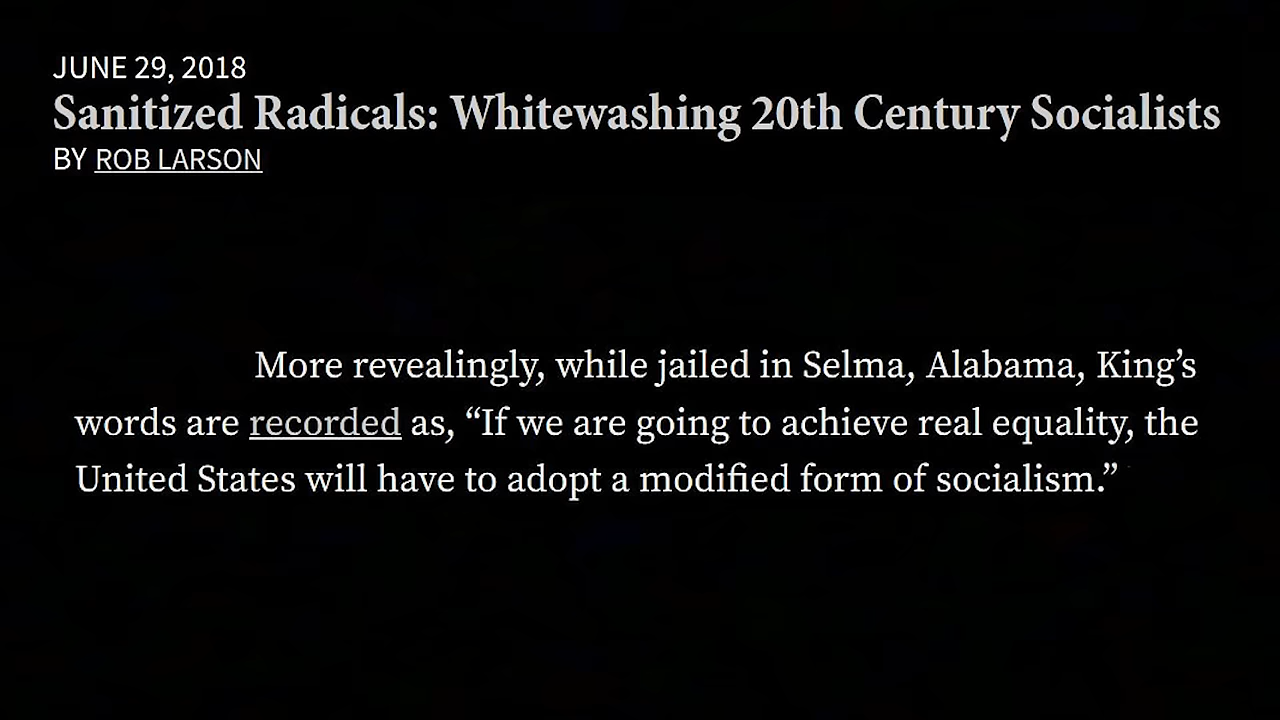 JUNE 29, 2018
Sanitized Radicals: Whitewashing 20th Century Socialists
BY ROB LARSON
More revealingly, while jailed in Selma, Alabama, King’s
words are recorded as, “If we are going to achieve real equality, the
United States will have to adopt a modified form of socialism.”